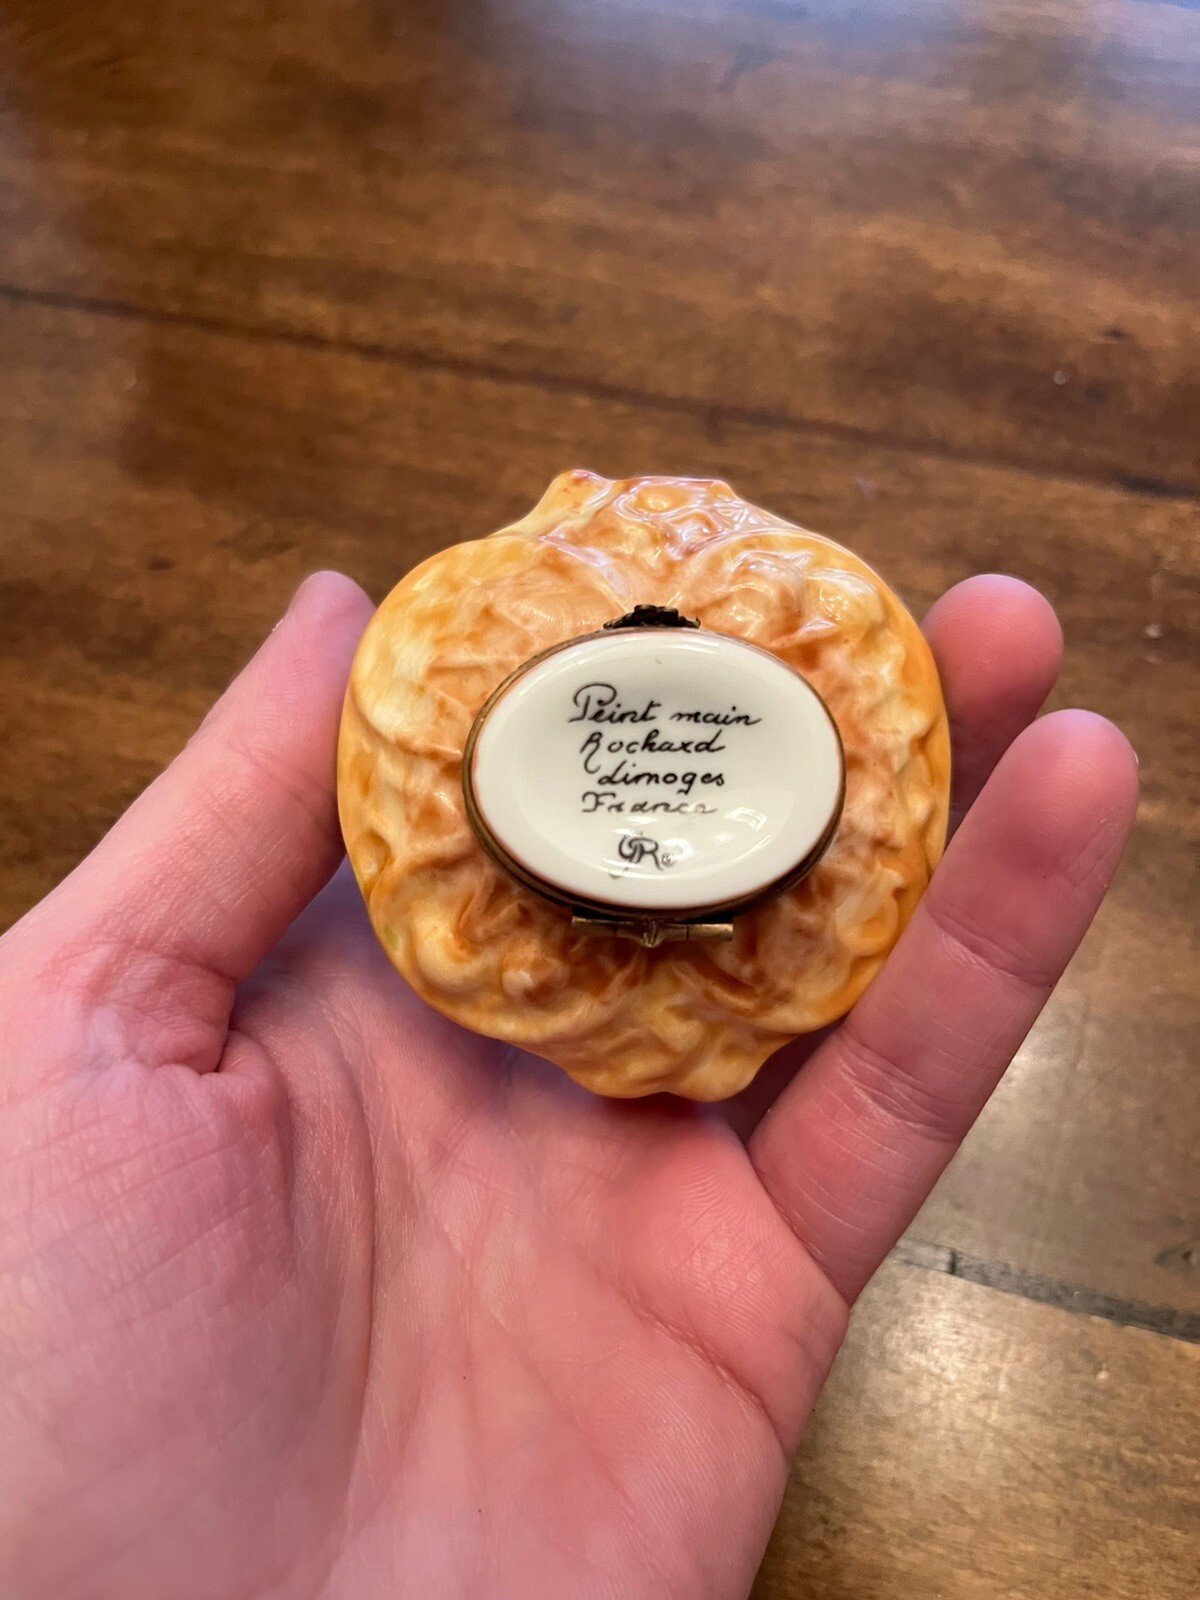 Peint main
Rochard
Limoges
France